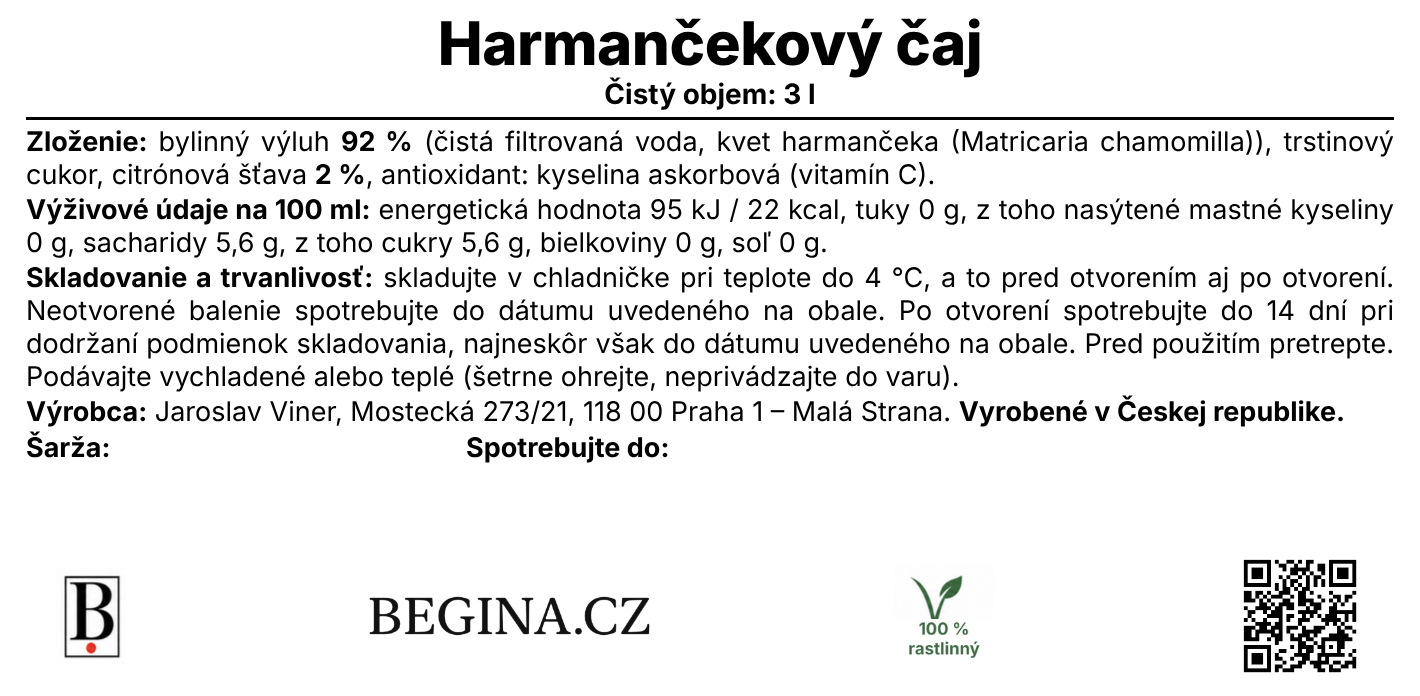 Harmančekový čaj
Čistý objem: 3 l
Zloženie: bylinný výluh 92 % (čistá filtrovaná voda, kvet harmančeka (Matricaria chamomilla)), trstinový
cukor, citrónová šťava 2 %, antioxidant: kyselina askorbová (vitamín C).
Výživové údaje na 100 ml: energetická hodnota 95 kJ / 22 kcal, tuky 0 g, z toho nasýtené mastné kyseliny
0 g, sacharidy 5,6 g, z toho cukry 5,6 g, bielkoviny 0 g, soľ 0 g.
Skladovanie a trvanlivosť: skladujte v chladničke pri teplote do 4 °C, a to pred otvorením aj po otvorení.
Neotvorené balenie spotrebujte do dátumu uvedeného na obale. Po otvorení spotrebujte do 14 dní pri
dodržaní podmienok skladovania, najneskôr však do dátumu uvedeného na obale. Pred použitím pretrepte.
Podávajte vychladené alebo teplé (šetrne ohrejte, neprivádzajte do varu).
Výrobca: Jaroslav Viner, Mostecká 273/21, 118 00 Praha 1 – Malá Strana. Vyrobené v Českej republike.
Šarža: Spotrebujte do:
B
BEGINA.CZ
100 %
rastlinný